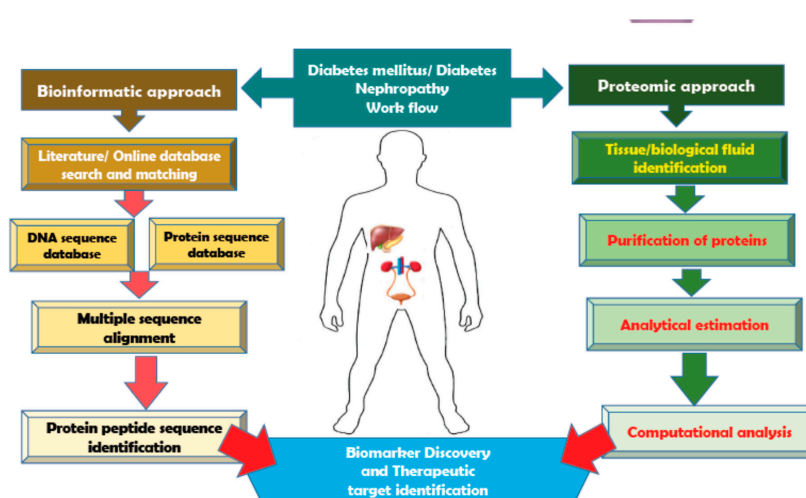 Diabetes mellitus/ Diabetes
Nephropathy
Work flow
Bioinformatic approach
Literature/ Online database
search and matching
DNA sequence
database
Protein sequence
database
Multiple sequence
alignment
Protein peptide sequence
identification
Proteomic approach
Tissue/biological fluid
identification
Purification of proteins
Analytical estimation
Computational analysis
Biomarker Discovery
and Therapeutic
target identification